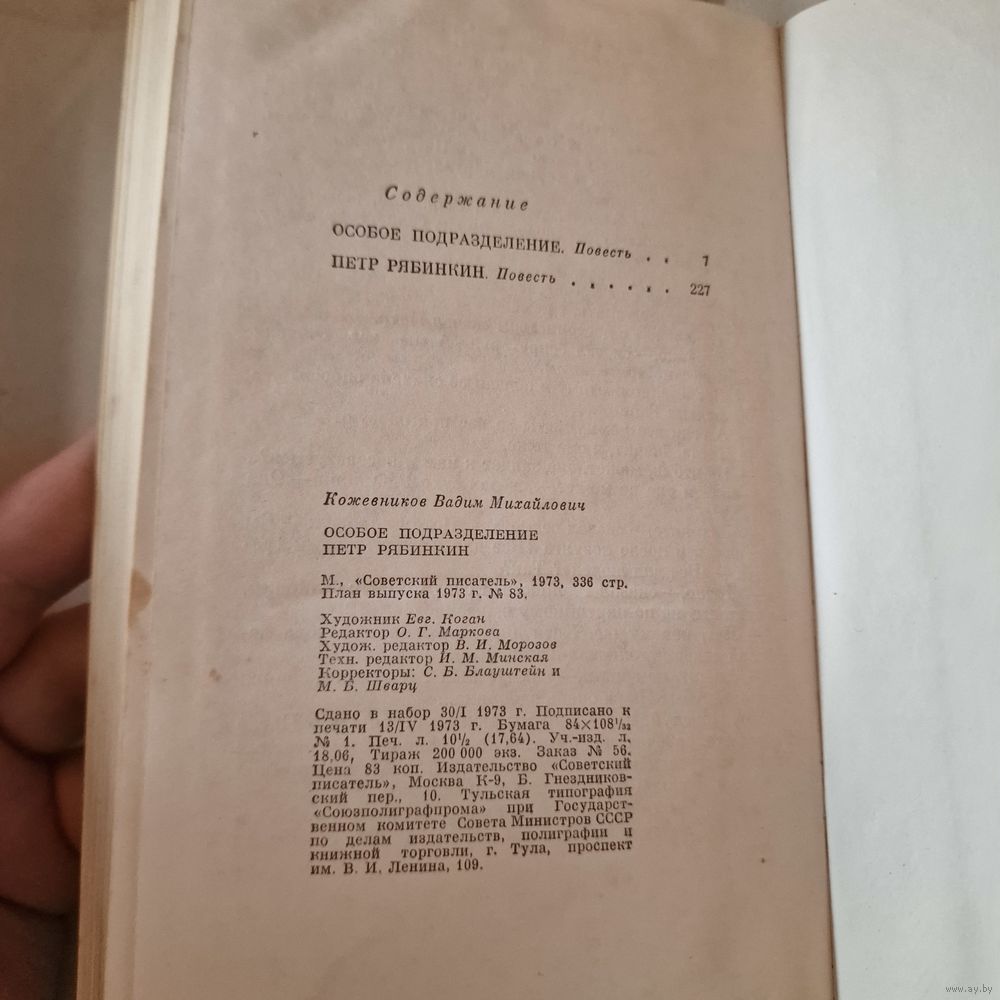 Содержание
ОСОБОЕ ПОДРАЗДЕЛЕНИЕ. Повесть . . 7
ПЕТР РЯБИНКИН. Повесть . . . . . . 227
Кожевников Вадим Михайлович
ОСОБОЕ ПОДРАЗДЕЛЕНИЕ
ПЕТР РЯБИНКИН
М., «Советский писатель», 1973, 336 стр.
План выпуска 1973 г. № 83.
Художник Евг. Коган
Редактор О. Г. Маркова
Худож. редактор В. И. Морозов
Техн. редактор И. М. Минская
Корректоры: С. Б. Блауштейн и
М. Б. Шварц
Сдано в набор 30/I 1973 г. Подписано к
печати 13/IV 1973 г. Бумага 84×108¹/₃₂
№ 1. Печ. л. 10¹/₂ (17,64). Уч.-изд. л.
18,06, Тираж 200 000 экз. Заказ № 56.
Цена 83 коп. Издательство «Советский
писатель», Москва К-9, Б. Гнездников-
ский пер., 10. Тульская типография
«Союзполиграфпрома» при Государст-
венном комитете Совета Министров СССР
по делам издательств, полиграфии и
книжной торговли, г. Тула, проспект
им. В. И. Ленина, 109.
www.ay.by